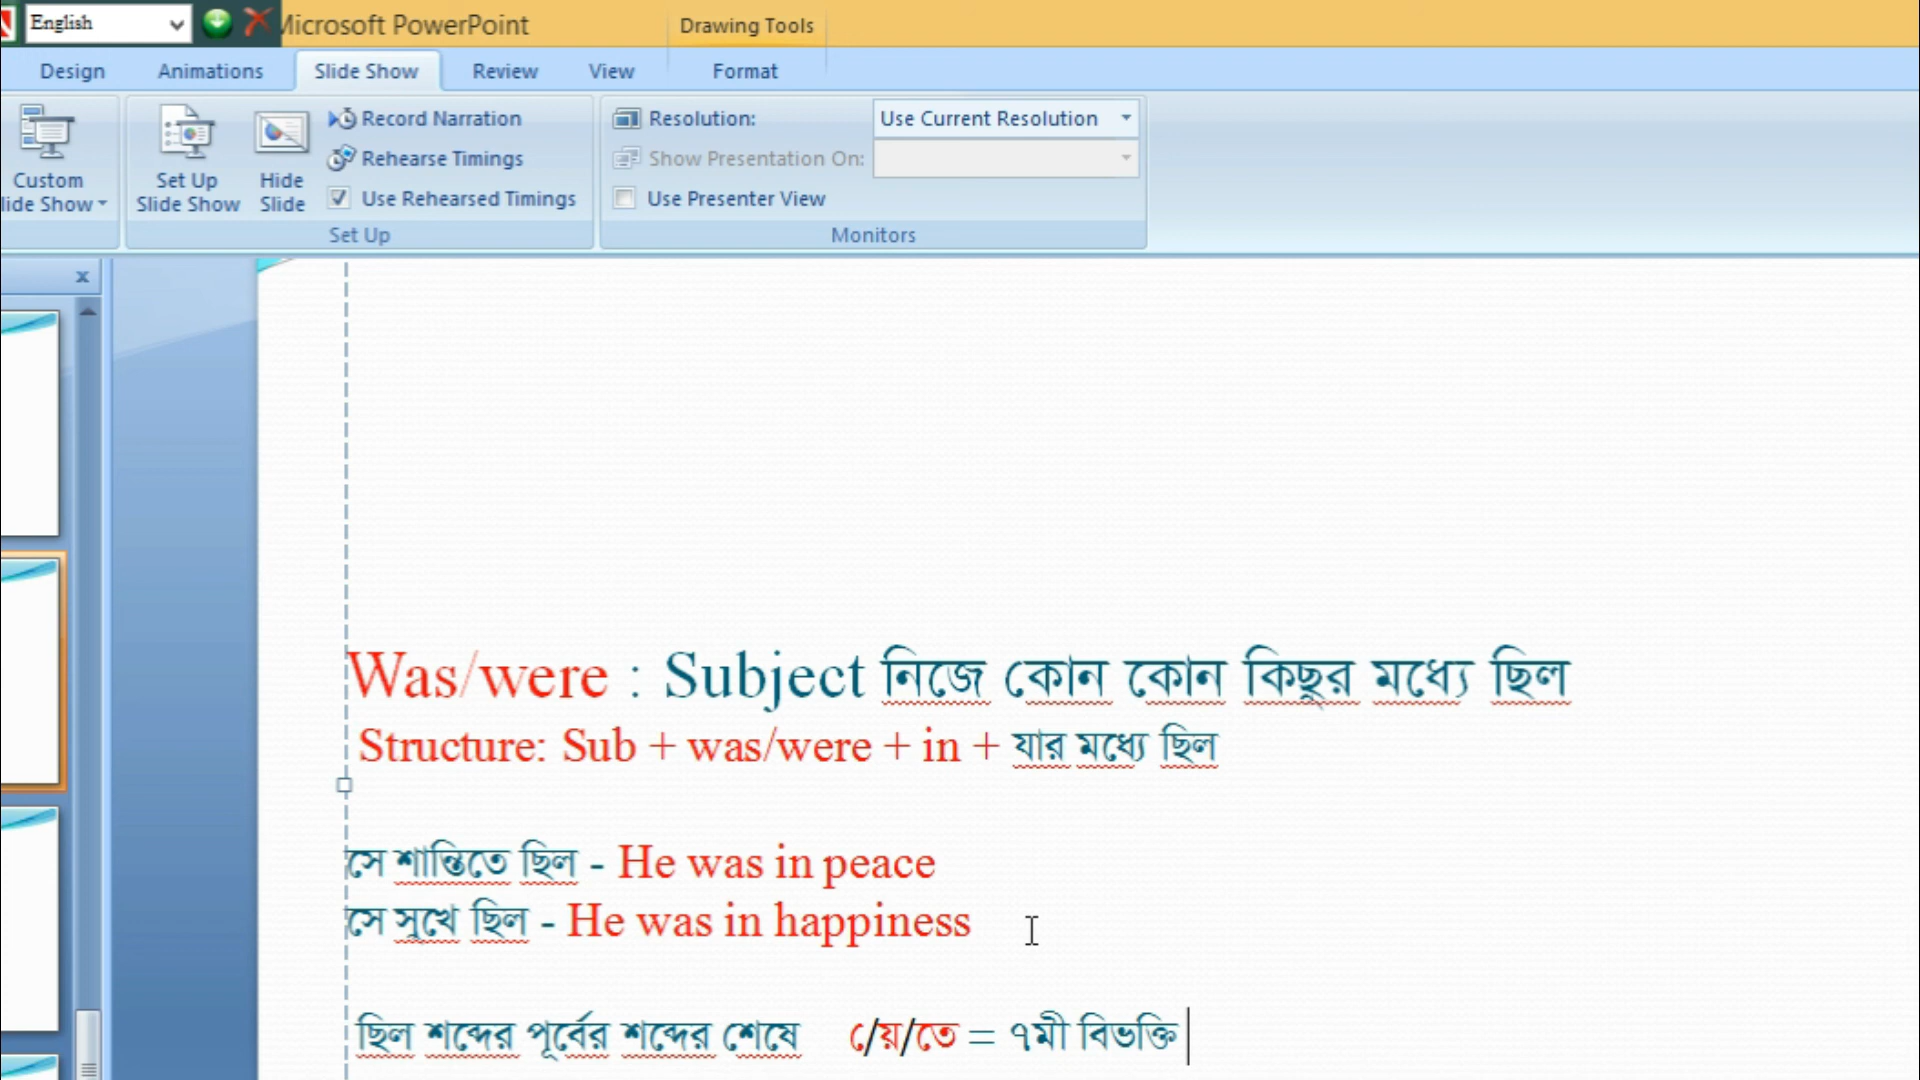 English
Microsoft PowerPoint
Drawing Tools
Design Animations Slide Show Review View Format
Custom
lide Show
Set Up
Slide Show
Hide
Slide
Record Narration
Rehearse Timings
Use Rehearsed Timings
Set Up
Resolution: Use Current Resolution
Show Presentation On:
Use Presenter View
Monitors
Was/were : Subject নিজে কোন কোন কিছুর মধ্যে ছিল
Structure: Sub + was/were + in + যার মধ্যে ছিল
সে শান্তিতে ছিল - He was in peace
সে সুখে ছিল - He was in happiness
ছিল শব্দের পূর্বের শব্দের শেষে ে/য়/তে = ৭মী বিভক্তি